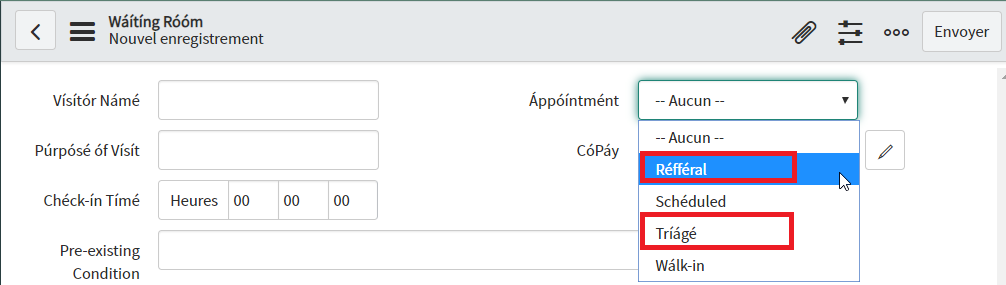 Wáítíng Róóm
Nouvel enregistrement
Envoyer
Vísítór Námé
Áppóíntmént
-- Aucun --
-- Aucun --
Réfféral
Schéduled
Tríágé
Wálk-in
Púrpósé óf Vísít
CóPáy
Chéck-ín Tímé
Heures 00 00 00
Pre-existing
Condition